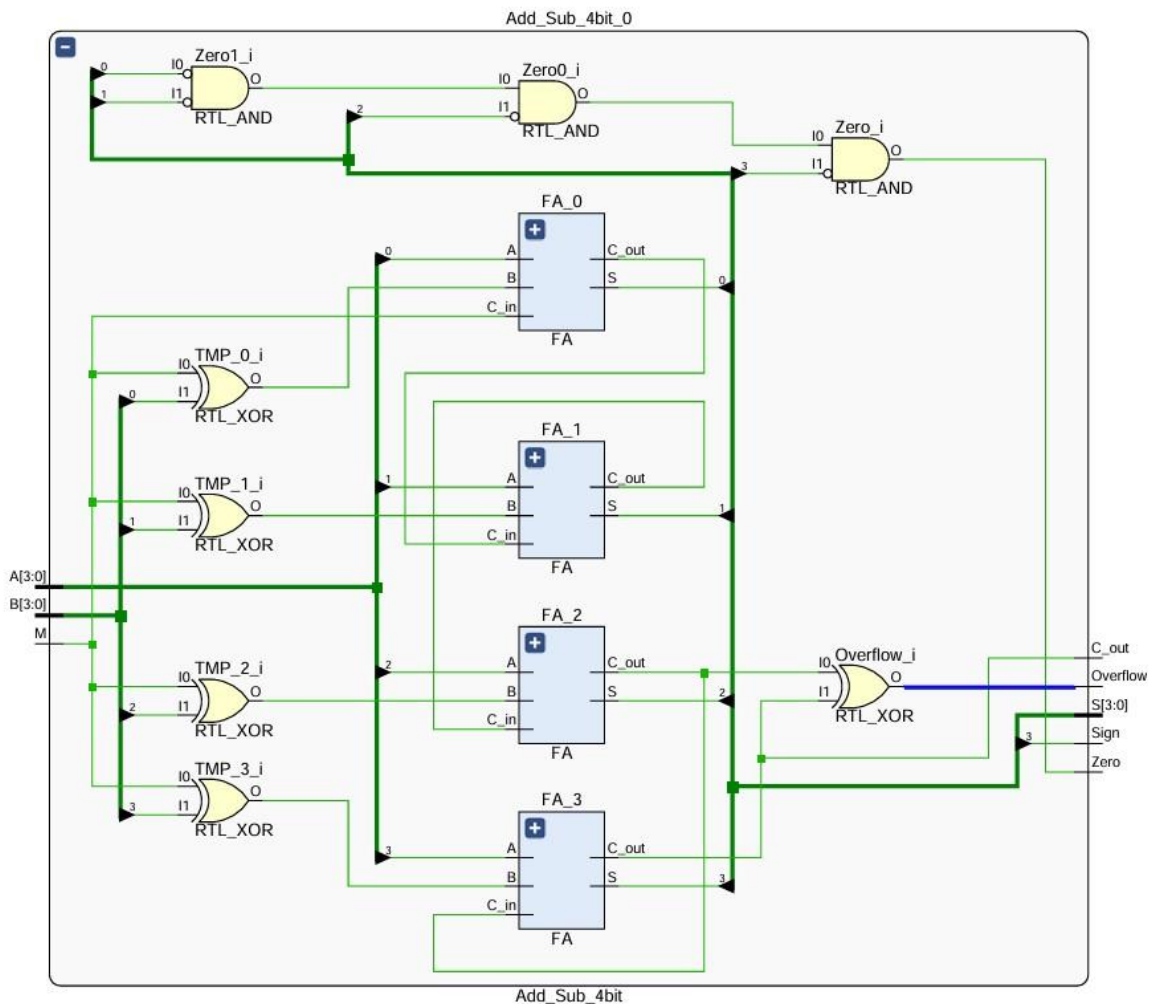 Add_Sub_4bit_0
Zero1_i
0 I0 O
1 I1
RTL_AND
Zero0_i
I0 O
2 I1
RTL_AND
Zero_i
I0 O
3 I1
RTL_AND
FA_0
0 A C_out
B S 0
C_in
FA
TMP_0_i
I0 O
0 I1
RTL_XOR
FA_1
1 A C_out
B S 1
C_in
FA
TMP_1_i
I0 O
1 I1
RTL_XOR
A[3:0]
B[3:0]
M
FA_2
2 A C_out
B S 2
C_in
FA
TMP_2_i
I0 O
2 I1
RTL_XOR
Overflow_i
I0 O
I1
RTL_XOR
C_out
Overflow
S[3:0]
3 Sign
Zero
TMP_3_i
I0 O
3 I1
RTL_XOR
FA_3
3 A C_out
B S 3
C_in
FA
Add_Sub_4bit